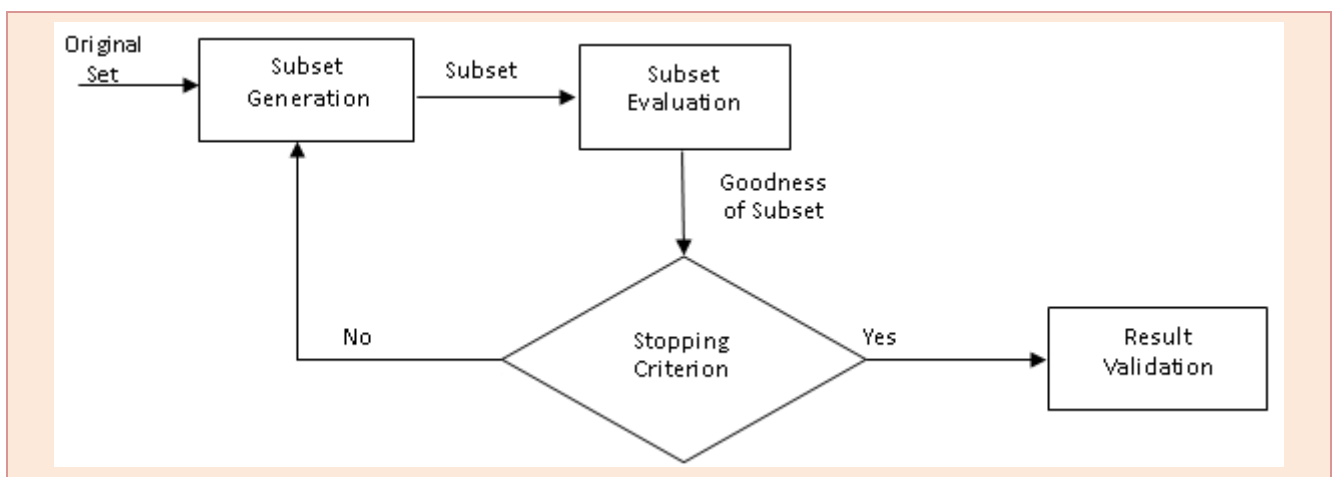 Original
Set
Subset
Generation
Subset
Subset
Evaluation
Goodness
of Subset
No
Stopping
Criterion
Yes
Result
Validation